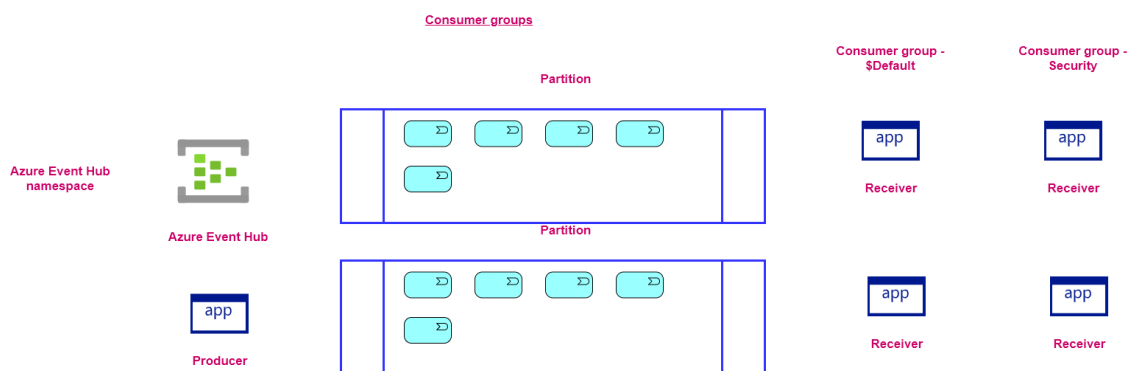 Consumer groups
Consumer group -
$Default
Consumer group -
Security
Partition
app
app
Azure Event Hub
namespace
Receiver
Receiver
Azure Event Hub
Partition
app
app
app
Producer
Receiver
Receiver